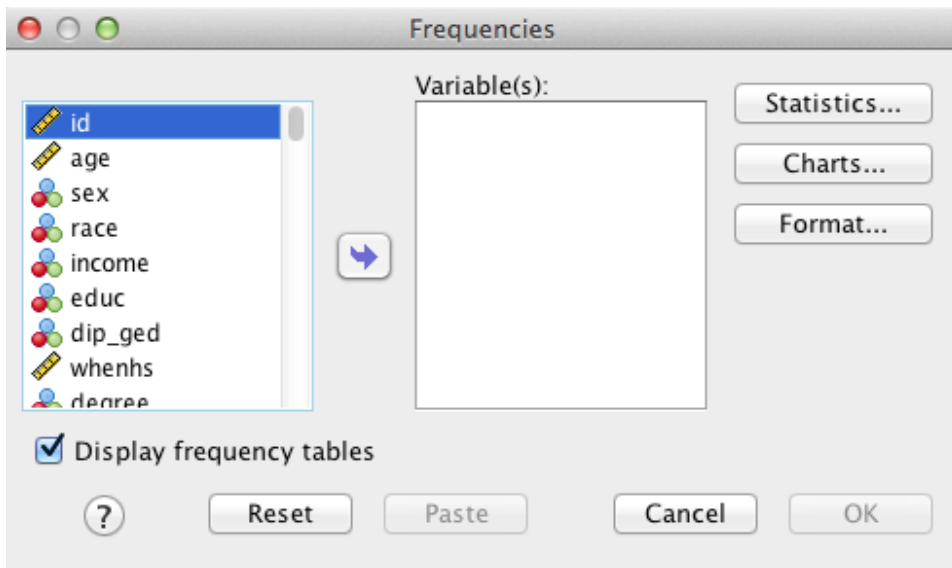 Frequencies
Variable(s):
id
age
sex
race
income
educ
dip_ged
whenhs
degree
Statistics...
Charts...
Format...
Display frequency tables
?
Reset
Paste
Cancel
OK